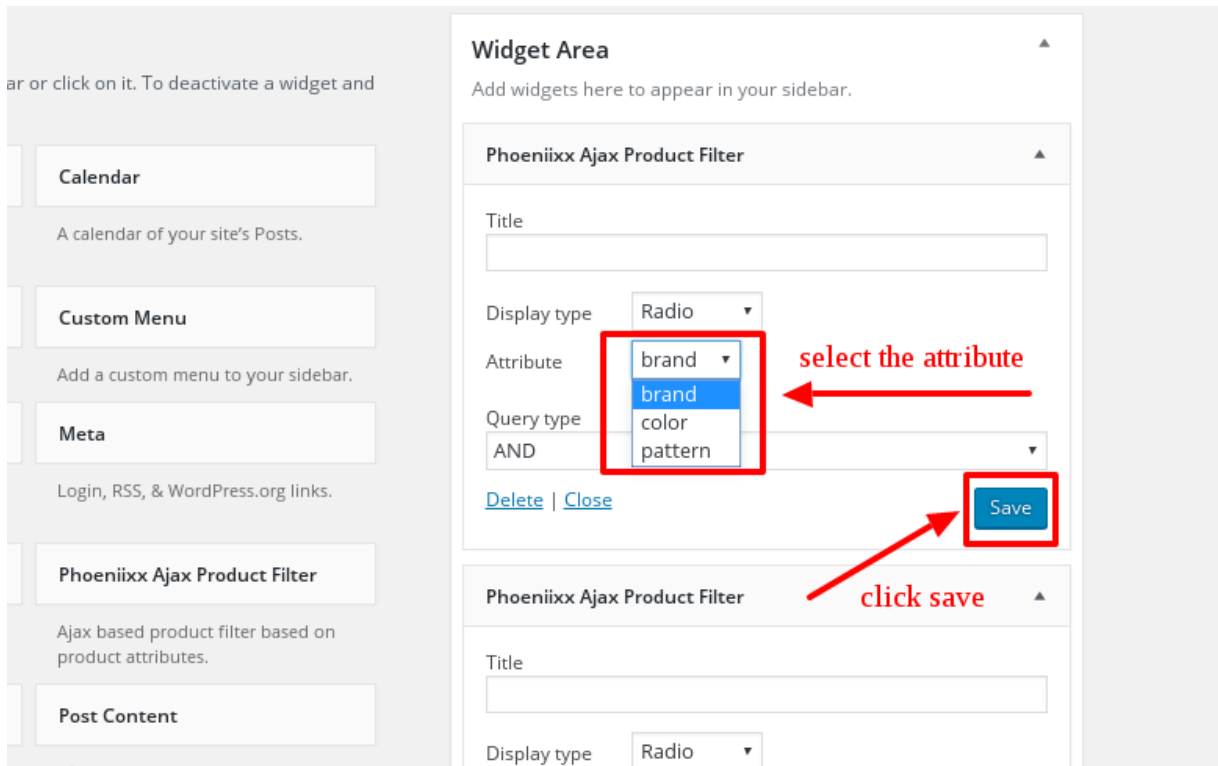 ar or click on it. To deactivate a widget and
Calendar
A calendar of your site's Posts.
Custom Menu
Add a custom menu to your sidebar.
Meta
Login, RSS, & WordPress.org links.
Phoeniixx Ajax Product Filter
Ajax based product filter based on
product attributes.
Post Content
Widget Area
Add widgets here to appear in your sidebar.
Phoeniixx Ajax Product Filter
Title
Display type Radio
Attribute brand
brand
color
pattern
select the attribute
Query type
AND
Delete | Close
Save
click save
Phoeniixx Ajax Product Filter
Title
Display type Radio